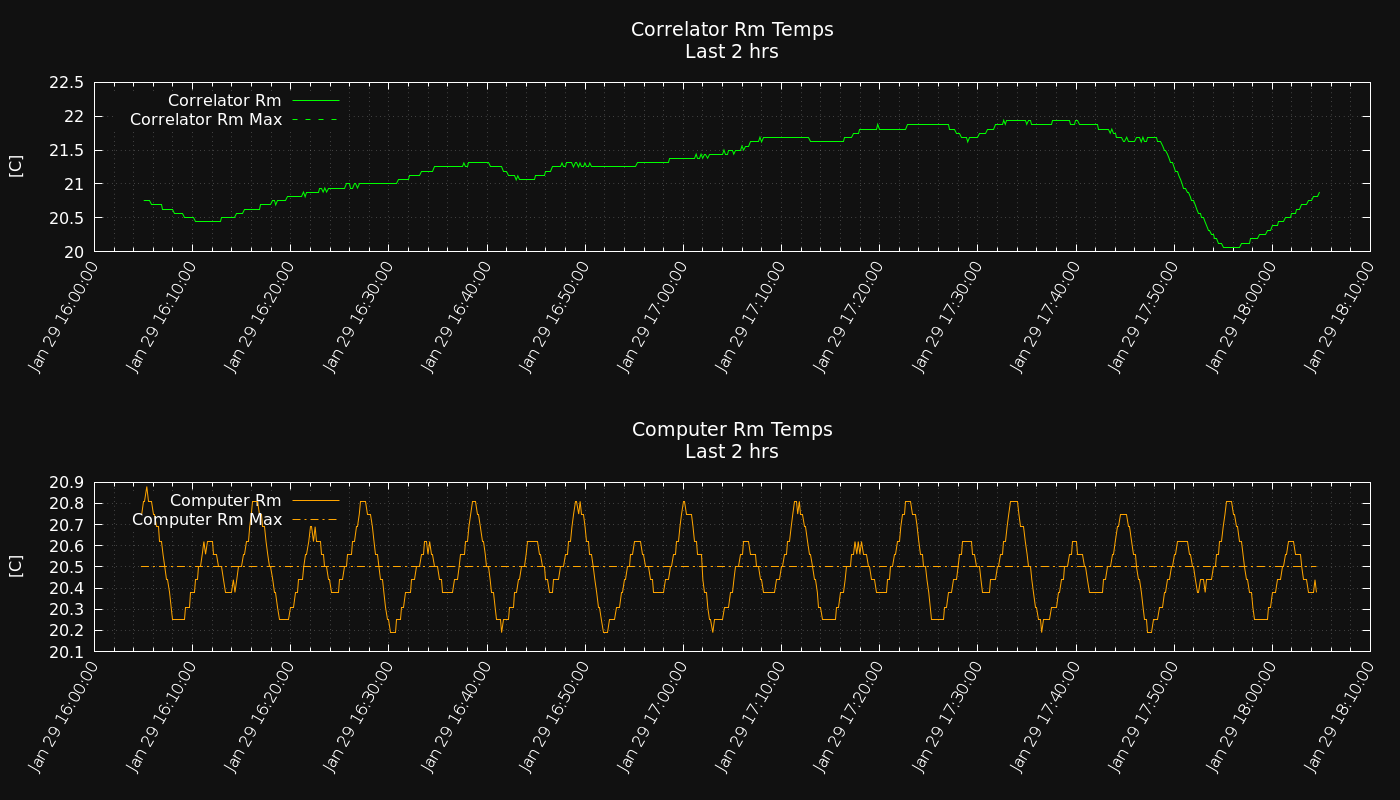 Correlator Rm Temps
Last 2 hrs
22.5
22
21.5
21
20.5
20
[C]
Correlator Rm
Correlator Rm Max
Jan 29 16:00:00
Jan 29 16:10:00
Jan 29 16:20:00
Jan 29 16:30:00
Jan 29 16:40:00
Jan 29 16:50:00
Jan 29 17:00:00
Jan 29 17:10:00
Jan 29 17:20:00
Jan 29 17:30:00
Jan 29 17:40:00
Jan 29 17:50:00
Jan 29 18:00:00
Jan 29 18:10:00
Computer Rm Temps
Last 2 hrs
20.9
20.8
20.7
20.6
20.5
20.4
20.3
20.2
20.1
[C]
Computer Rm
Computer Rm Max
Jan 29 16:00:00
Jan 29 16:10:00
Jan 29 16:20:00
Jan 29 16:30:00
Jan 29 16:40:00
Jan 29 16:50:00
Jan 29 17:00:00
Jan 29 17:10:00
Jan 29 17:20:00
Jan 29 17:30:00
Jan 29 17:40:00
Jan 29 17:50:00
Jan 29 18:00:00
Jan 29 18:10:00